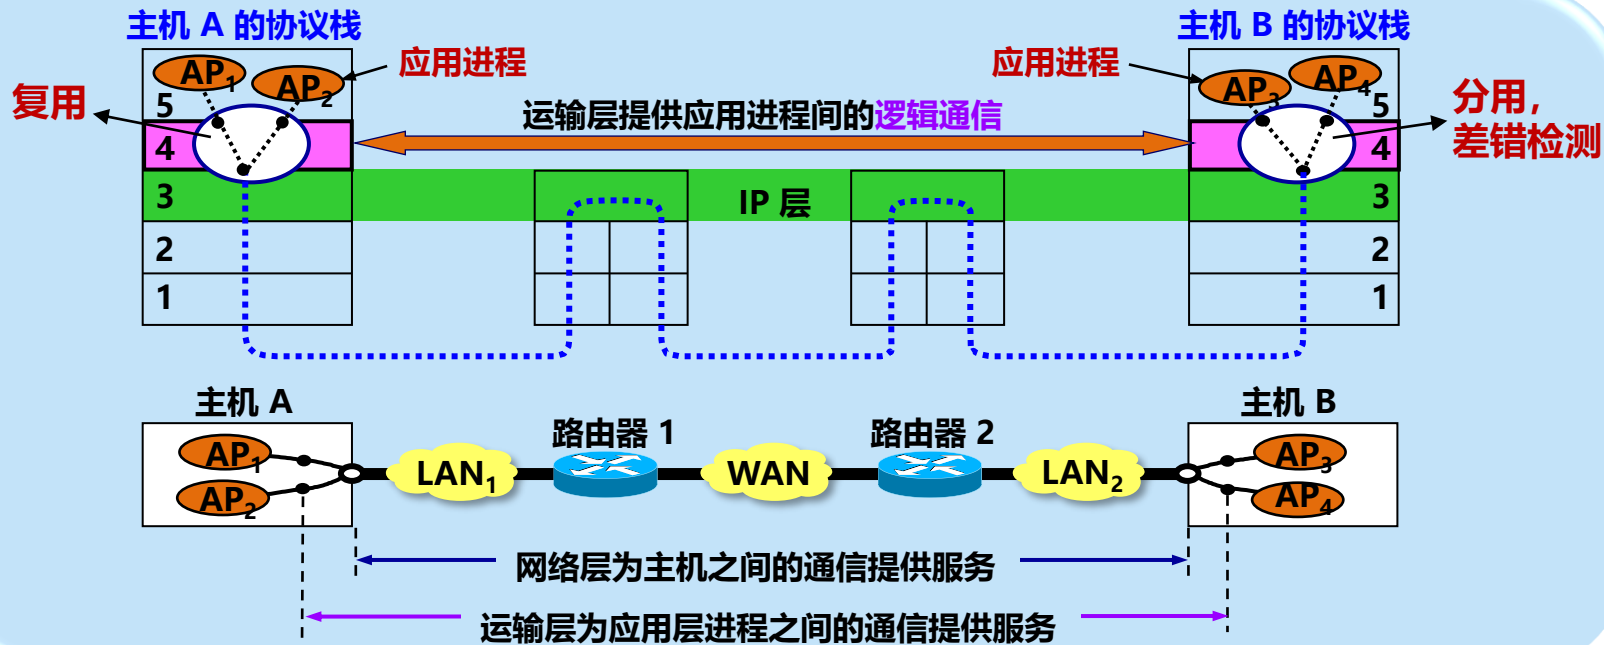 主机 A 的协议栈
主机 B 的协议栈
AP1
AP2
应用进程
应用进程
AP3
AP4
复用
5
运输层提供应用进程间的逻辑通信
5
分用,
差错检测
4
4
3
IP 层
3
2
2
1
1
主机 A
主机 B
路由器 1
路由器 2
AP1
AP2
LAN1
WAN
LAN2
AP3
AP4
网络层为主机之间的通信提供服务
运输层为应用层进程之间的通信提供服务